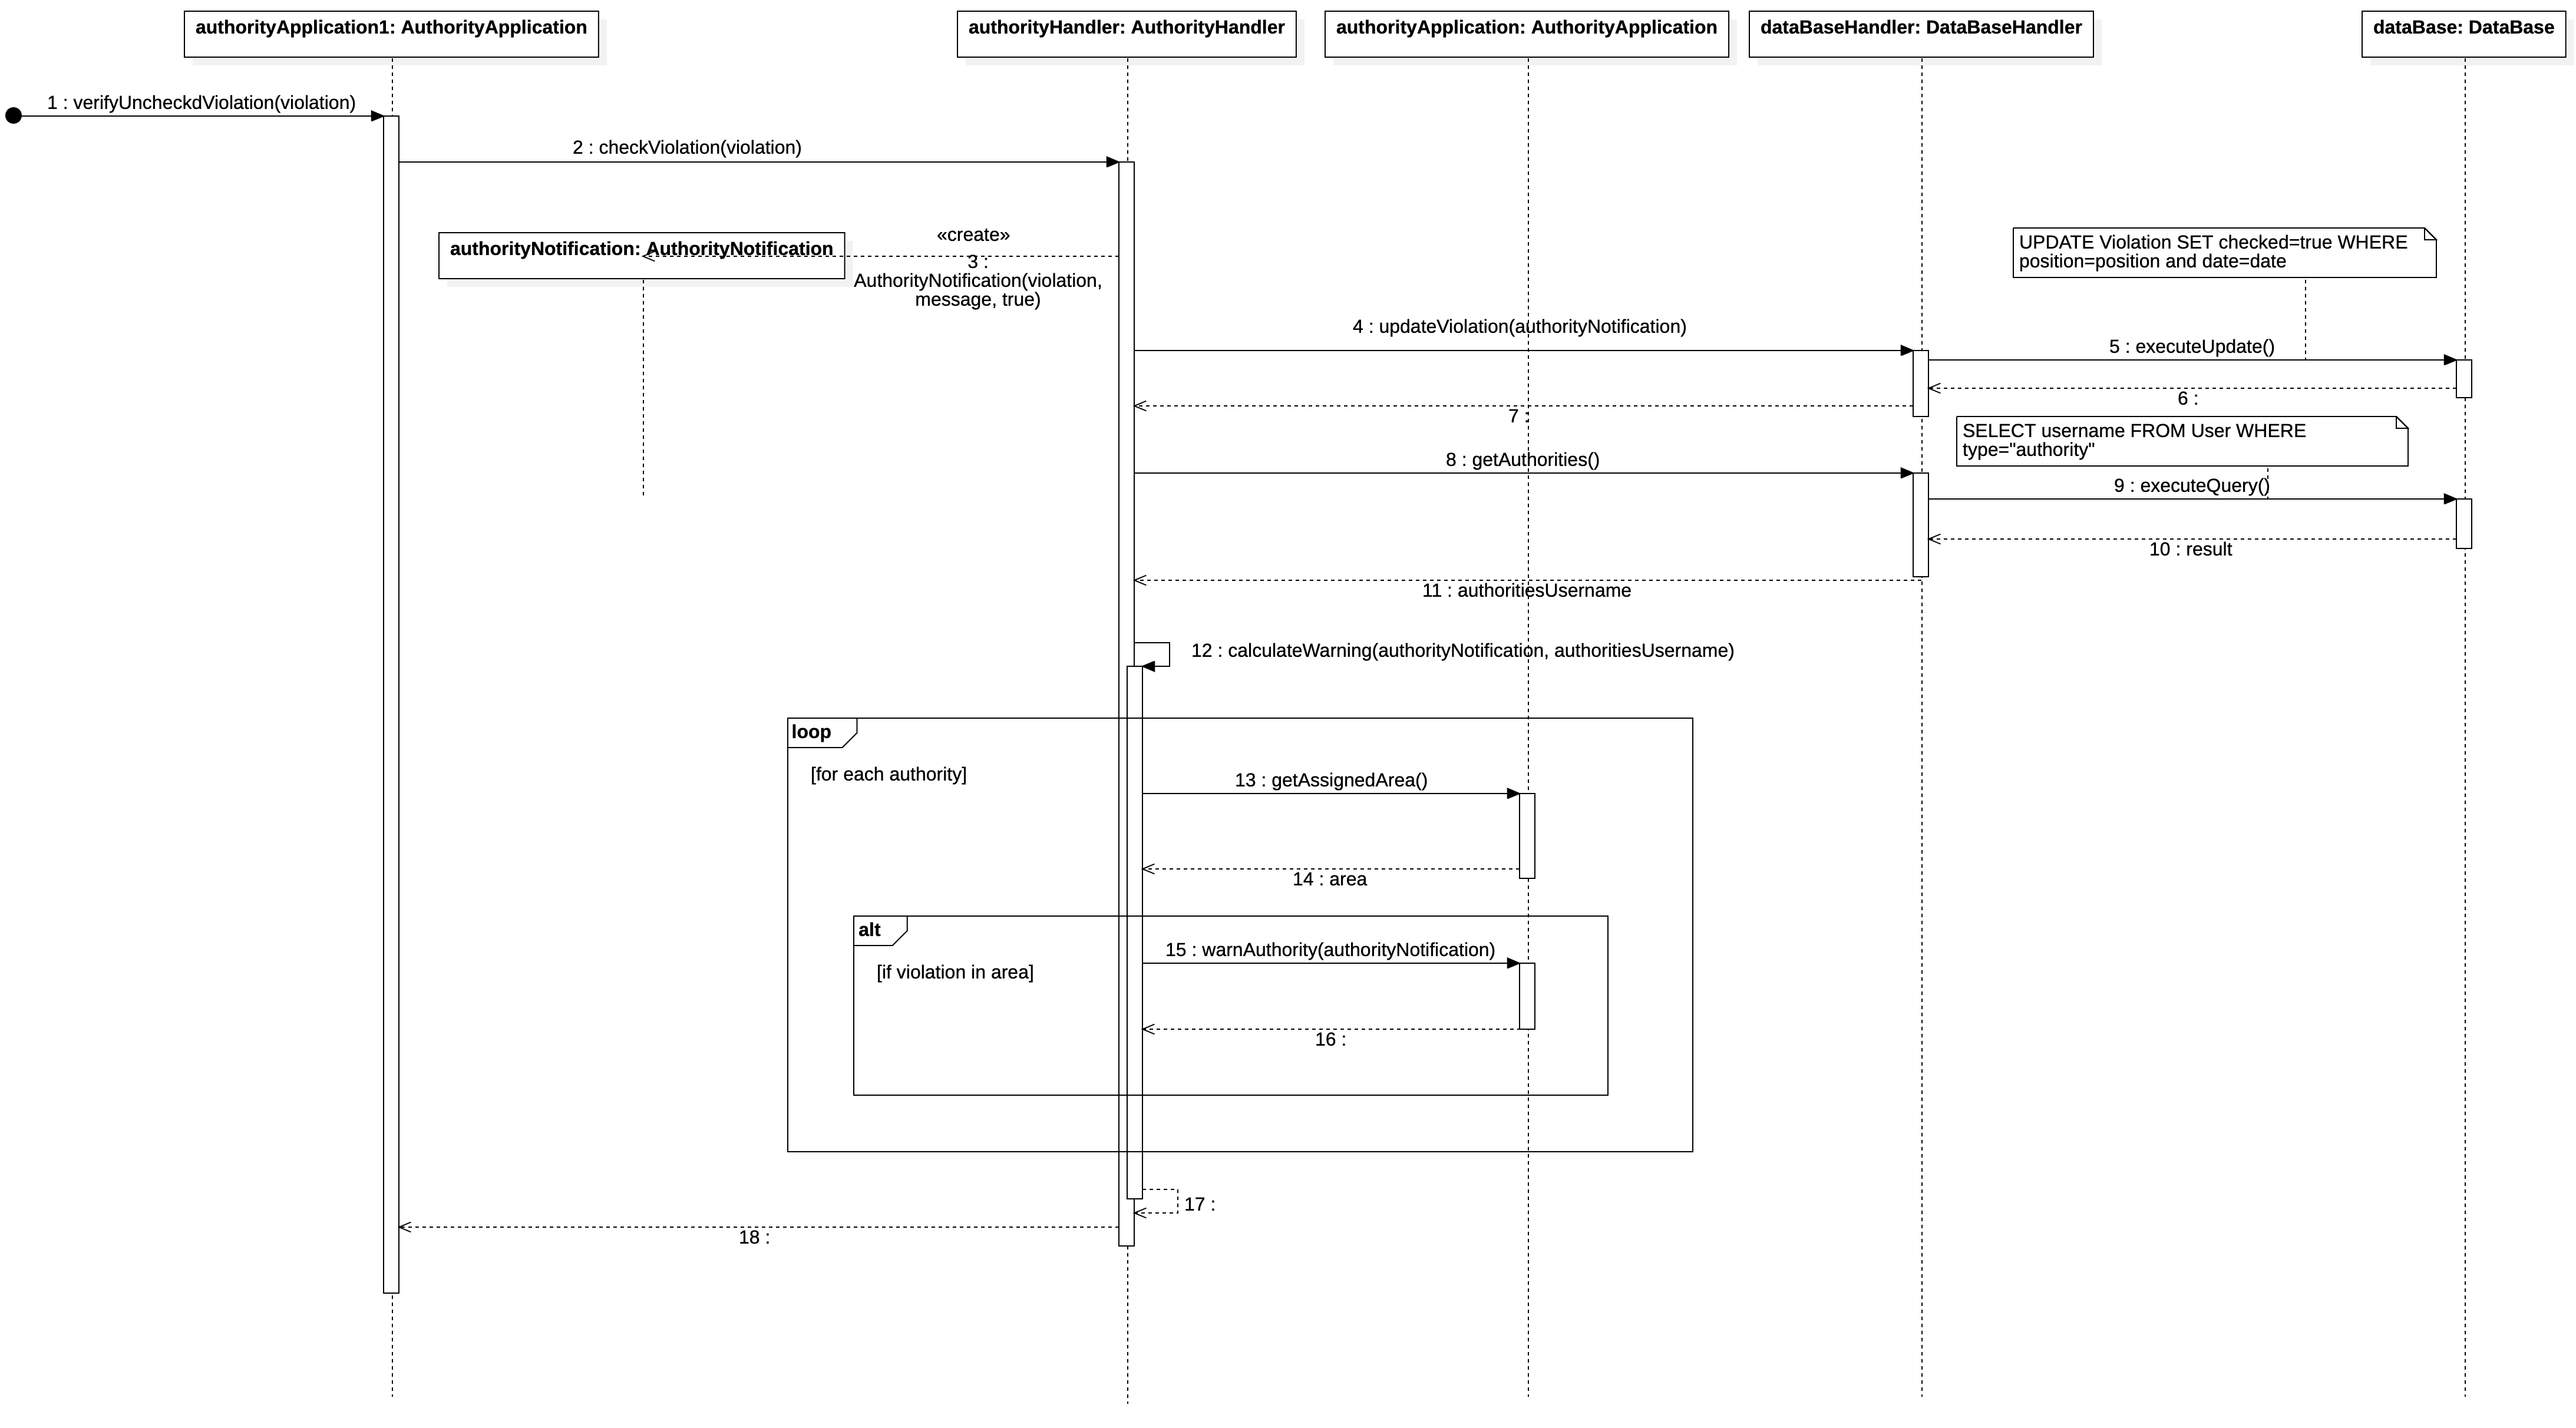 authorityApplication1: AuthorityApplication
authorityHandler: AuthorityHandler
authorityApplication: AuthorityApplication
dataBaseHandler: DataBaseHandler
dataBase: DataBase
1 : verifyUncheckdViolation(violation)
2 : checkViolation(violation)
authorityNotification: AuthorityNotification
«create»
3 :
AuthorityNotification(violation,
message, true)
UPDATE Violation SET checked=true WHERE
position=position and date=date
4 : updateViolation(authorityNotification)
5 : executeUpdate()
6 :
7 :
SELECT username FROM User WHERE
type="authority"
8 : getAuthorities()
9 : executeQuery()
10 : result
11 : authoritiesUsername
12 : calculateWarning(authorityNotification, authoritiesUsername)
loop
[for each authority]
13 : getAssignedArea()
14 : area
alt
15 : warnAuthority(authorityNotification)
[if violation in area]
16 :
17 :
18 :